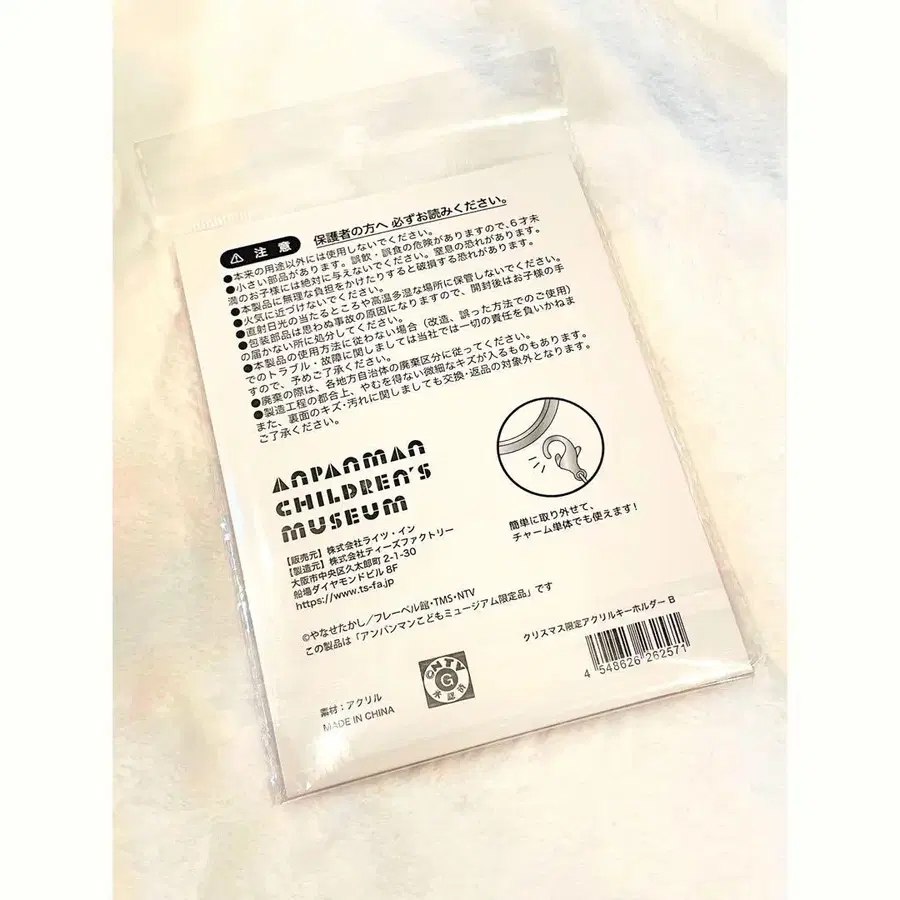 ⚠ 注意 保護者の方へ 必ずお読みください。
●本来の用途以外には使用しないでください。
●小さい部品があります。誤飲・誤食の危険がありますので、6才未
満のお子様には絶対に与えないでください。窒息の恐れがあります。
●本製品に無理な負担をかけたりすると破損する恐れがあります。
●火気に近づけないでください。
●直射日光の当たるところや高温多湿な場所に保管しないでください。
●包装部品は思わぬ事故の原因になりますので、開封後はお子様の手
の届かない所に処分してください。
●本製品の使用方法に従わない場合（改造、誤った方法でのご使用）
でのトラブル・故障に関しましては当社では一切の責任を負いかねま
すので、予めご了承ください。
●廃棄の際は、各地方自治体の廃棄区分に従ってください。
●製造工程の都合上、やむを得ない微細なキズが入るものもあります。
また、裏面のキズ・汚れに関しましても交換・返品の対象外となります。
ご了承ください。
ANPANMAN
CHILDREN'S
MUSEUM
簡単に取り外せて、
チャーム単体でも使えます!
【販売元】株式会社ライツ・イン
【製造元】株式会社ティーズファクトリー
大阪市中央区久太郎町 2-1-30
船場ダイヤモンドビル 8F
https://www.ts-fa.jp
©やなせたかし/フレーベル館・TMS・NTV
この製品は「アンパンマンこどもミュージアム限定品」です
クリスマス限定アクリルキーホルダー B
4 548626 262571
NTV
G
承認済
素材：アクリル
MADE IN CHINA